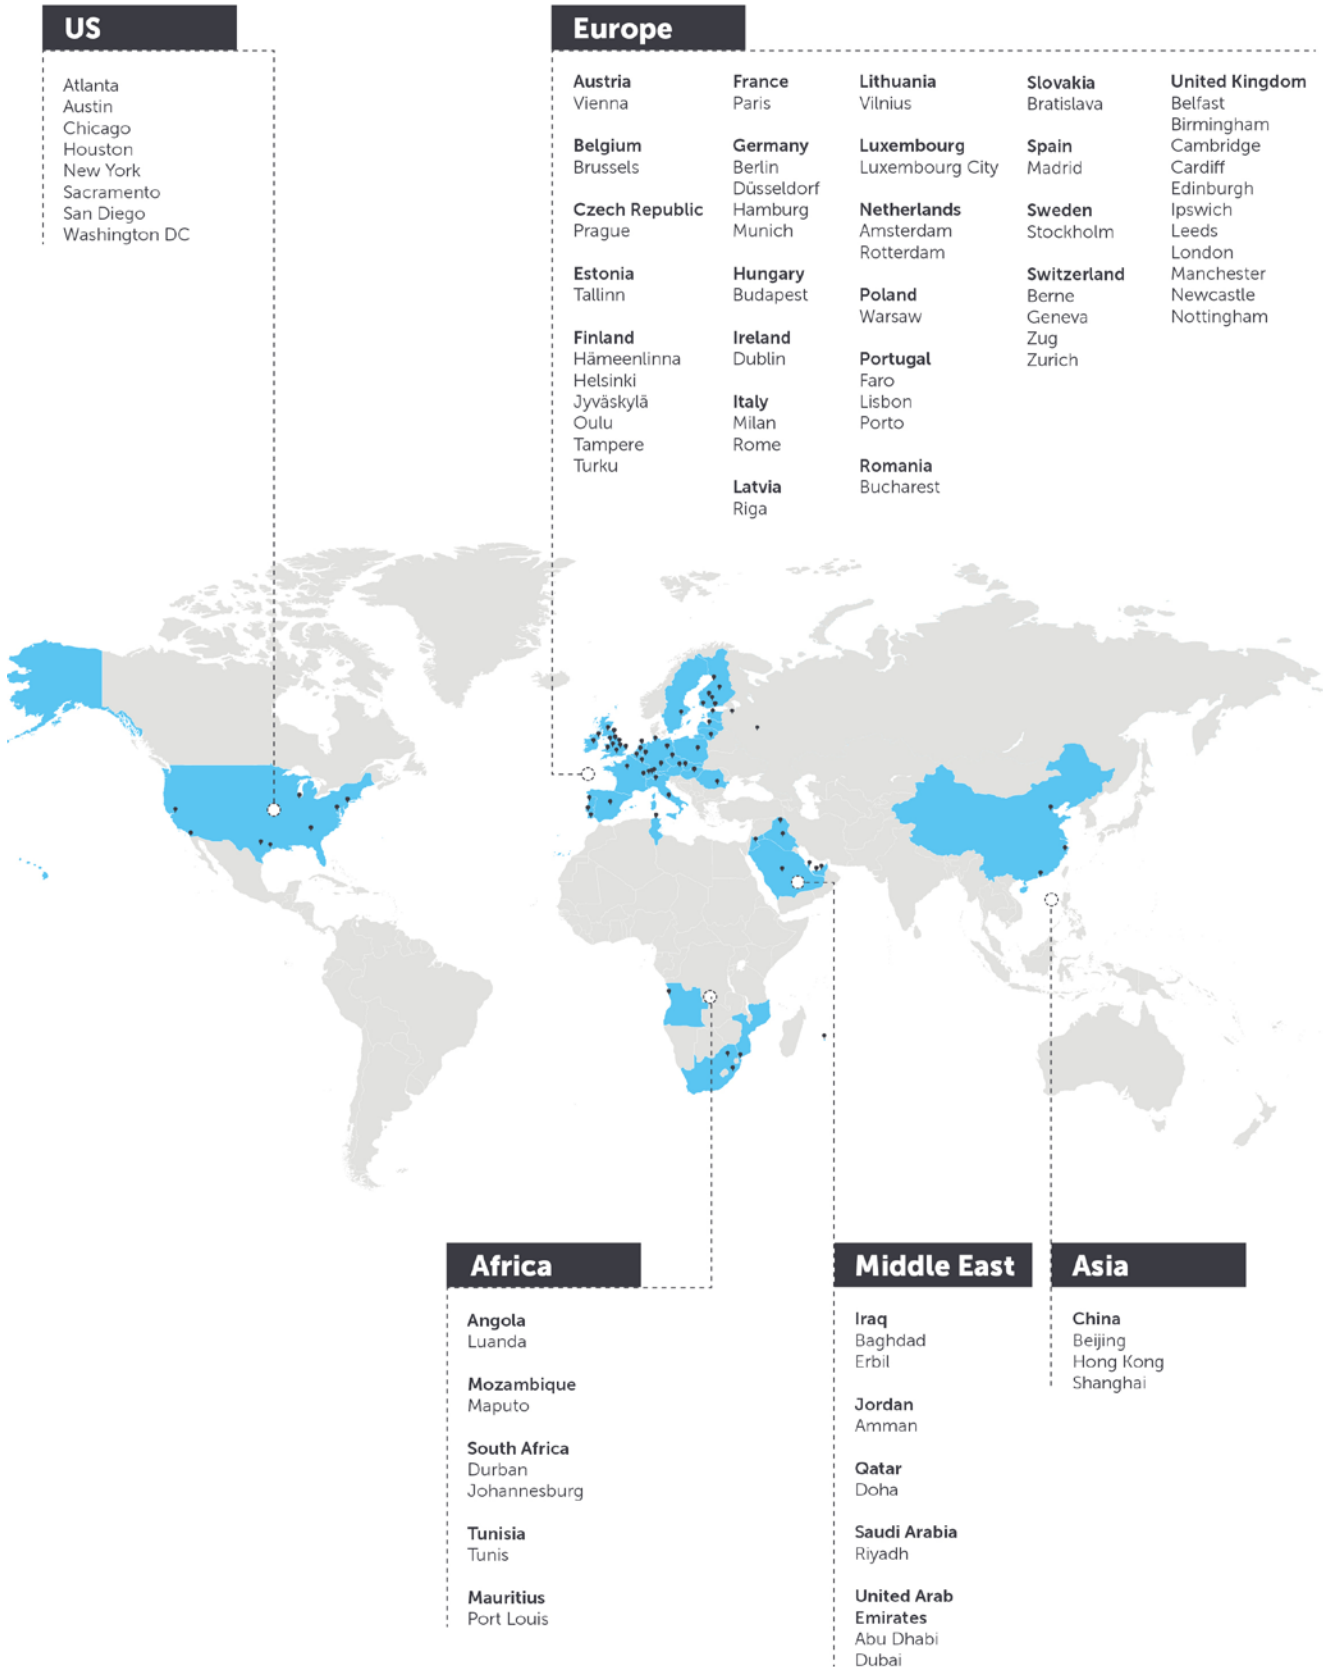 US
Atlanta
Austin
Chicago
Houston
New York
Sacramento
San Diego
Washington DC
Europe
Austria
Vienna
Belgium
Brussels
Czech Republic
Prague
Estonia
Tallinn
Finland
Hämeenlinna
Helsinki
Jyväskylä
Oulu
Tampere
Turku
France
Paris
Germany
Berlin
Düsseldorf
Hamburg
Munich
Hungary
Budapest
Ireland
Dublin
Italy
Milan
Rome
Latvia
Riga
Lithuania
Vilnius
Luxembourg
Luxembourg City
Netherlands
Amsterdam
Rotterdam
Poland
Warsaw
Portugal
Faro
Lisbon
Porto
Romania
Bucharest
Slovakia
Bratislava
Spain
Madrid
Sweden
Stockholm
Switzerland
Berne
Geneva
Zug
Zurich
United Kingdom
Belfast
Birmingham
Cambridge
Cardiff
Edinburgh
Ipswich
Leeds
London
Manchester
Newcastle
Nottingham
Africa
Angola
Luanda
Mozambique
Maputo
South Africa
Durban
Johannesburg
Tunisia
Tunis
Mauritius
Port Louis
Middle East
Iraq
Baghdad
Erbil
Jordan
Amman
Qatar
Doha
Saudi Arabia
Riyadh
United Arab
Emirates
Abu Dhabi
Dubai
Asia
China
Beijing
Hong Kong
Shanghai